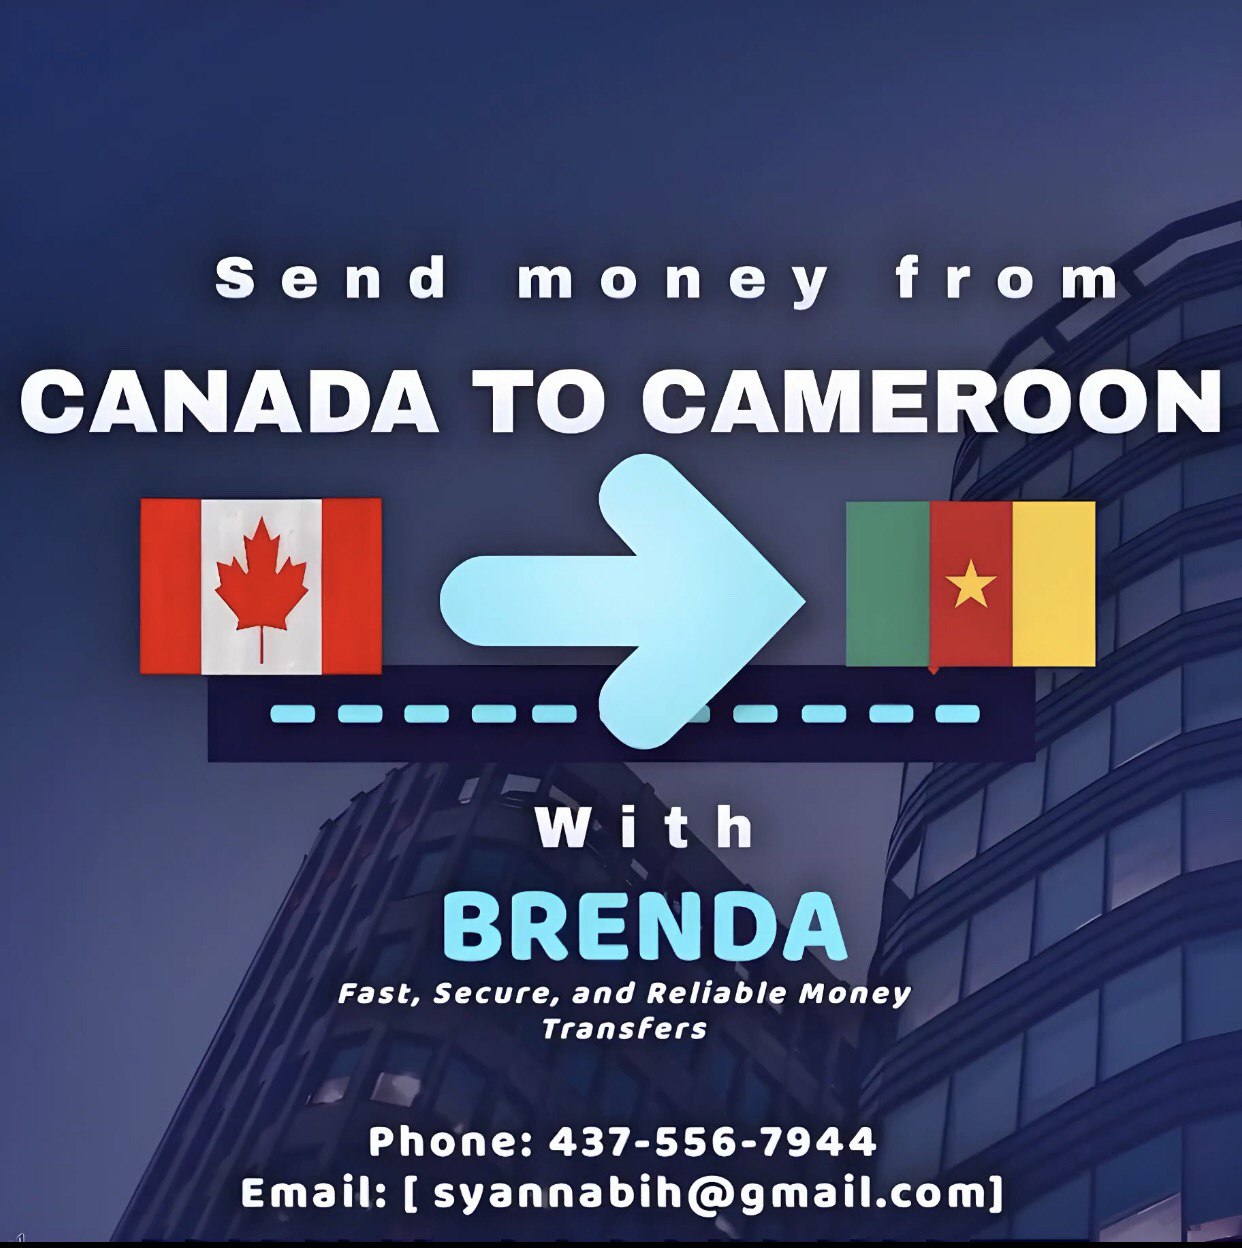 Send money from
CANADA TO CAMEROON
With
BRENDA
Fast, Secure, and Reliable Money
Transfers
Phone: 437-556-7944
Email: [ syannabih@gmail.com]